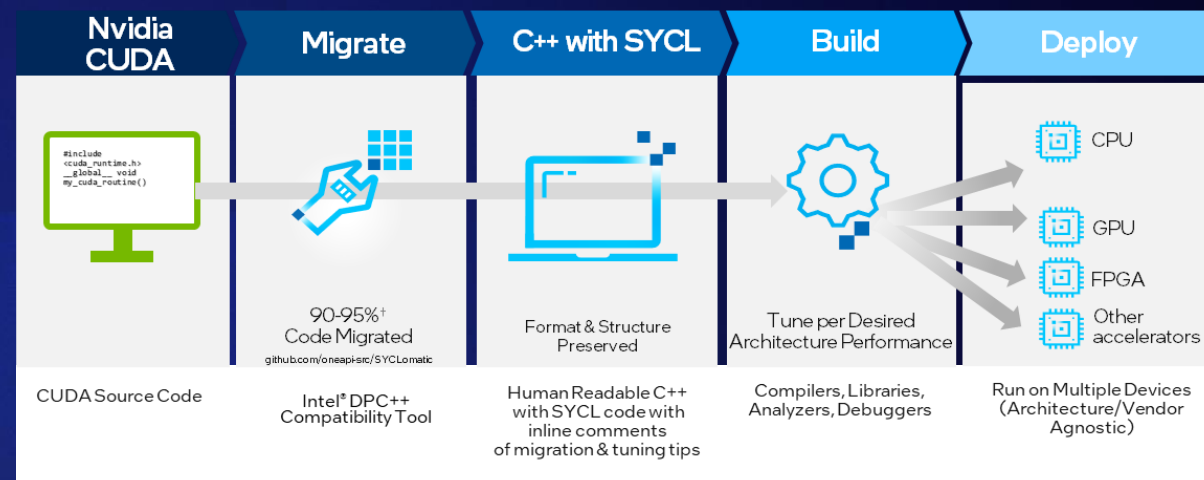 Nvidia
CUDA
Migrate
C++ with SYCL
Build
Deploy
#include
<cuda_runtime.h>
__global__ void
my_cuda_routine()
90-95%†
Code Migrated
github.com/oneapi-src/SYCLomatic
Format & Structure
Preserved
Tune per Desired
Architecture Performance
CPU
GPU
FPGA
Other
accelerators
CUDA Source Code
Intel® DPC++
Compatibility Tool
Human Readable C++
with SYCL code with
inline comments
of migration & tuning tips
Compilers, Libraries,
Analyzers, Debuggers
Run on Multiple Devices
(Architecture/Vendor
Agnostic)